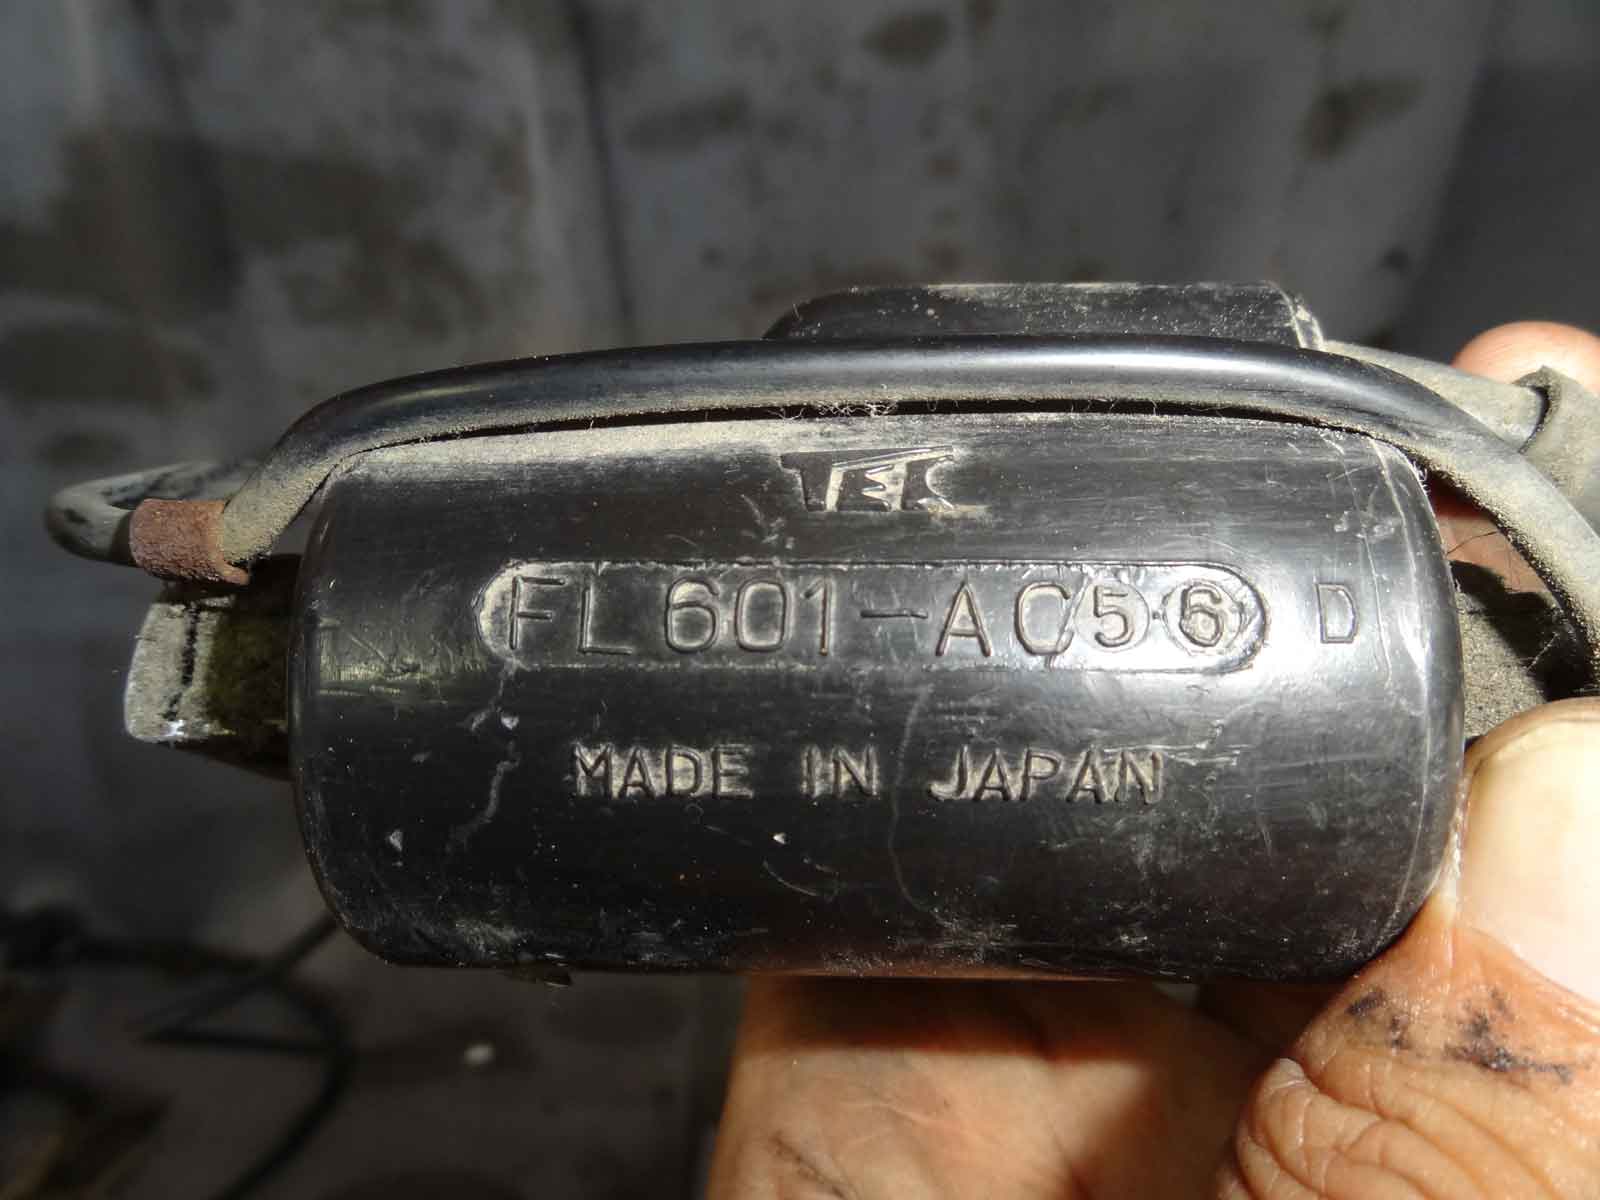 TEC
FL601-AC56 D
MADE IN JAPAN